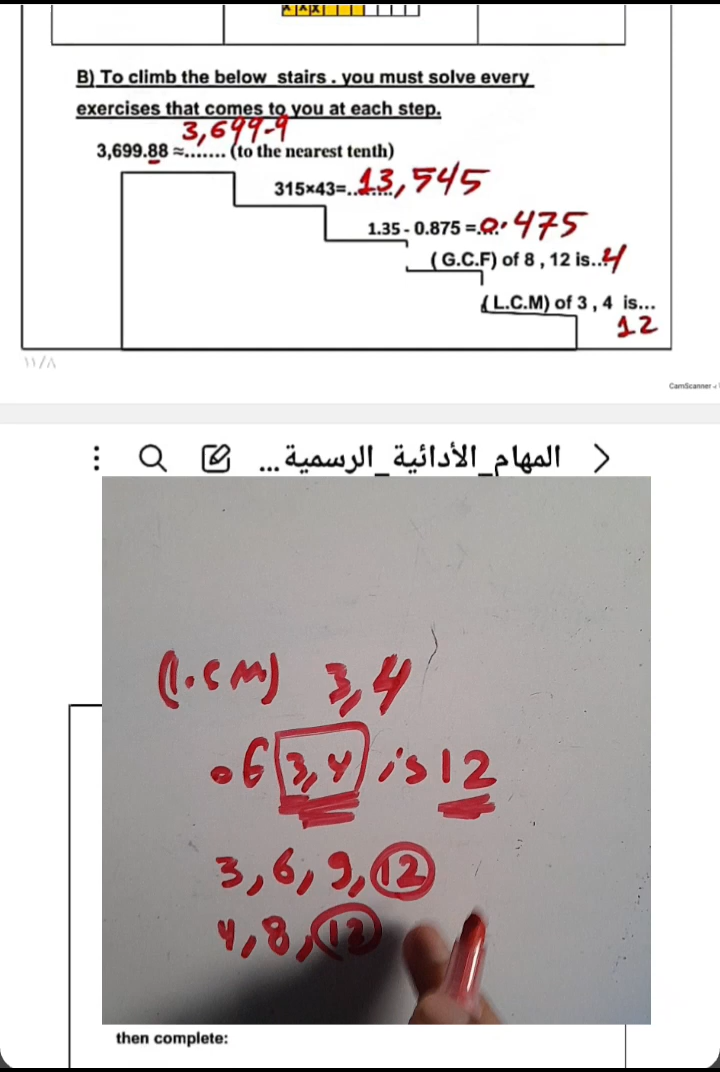 B) To climb the below stairs . you must solve every
exercises that comes to you at each step.
3,699.9
3,699.88 ≈....... (to the nearest tenth)
315×43=........13,545
1.35 - 0.875 =...0.475
( G.C.F) of 8 , 12 is...4
(L.C.M) of 3 , 4 is...
12
١١/٨
CamScanner
المهام_الأدائية_الرسمية ...
(L.C M) 3,4
of 3,4 is 12
3,6,9,12
4,8,12
then complete: